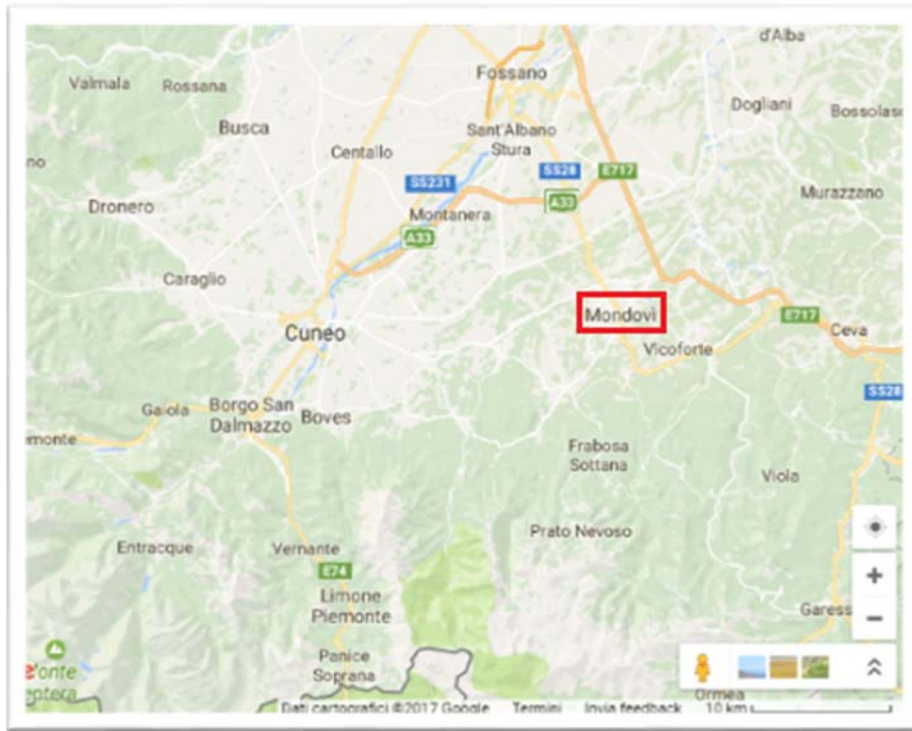 d'Alba
Fossano
Valmala
Rossana
Dogliani
Bossolas
Busca
Sant'Albano
Stura
Centallo
no
SS231
SS28
E717
Murazzano
Dronero
Montanera
A33
A33
Caraglio
Mondovì
E717
Cuneo
Ceva
Vicoforte
SS28
Gaiola
Borgo San
Dalmazzo
Boves
emonte
Frabosa
Sottana
Viola
Prato Nevoso
Entracque
Vernante
E74
Limone
Piemonte
Garess
Panice
Soprana
Ormea
Dati cartografici ©2017 Google Termini Invia feedback 10 km